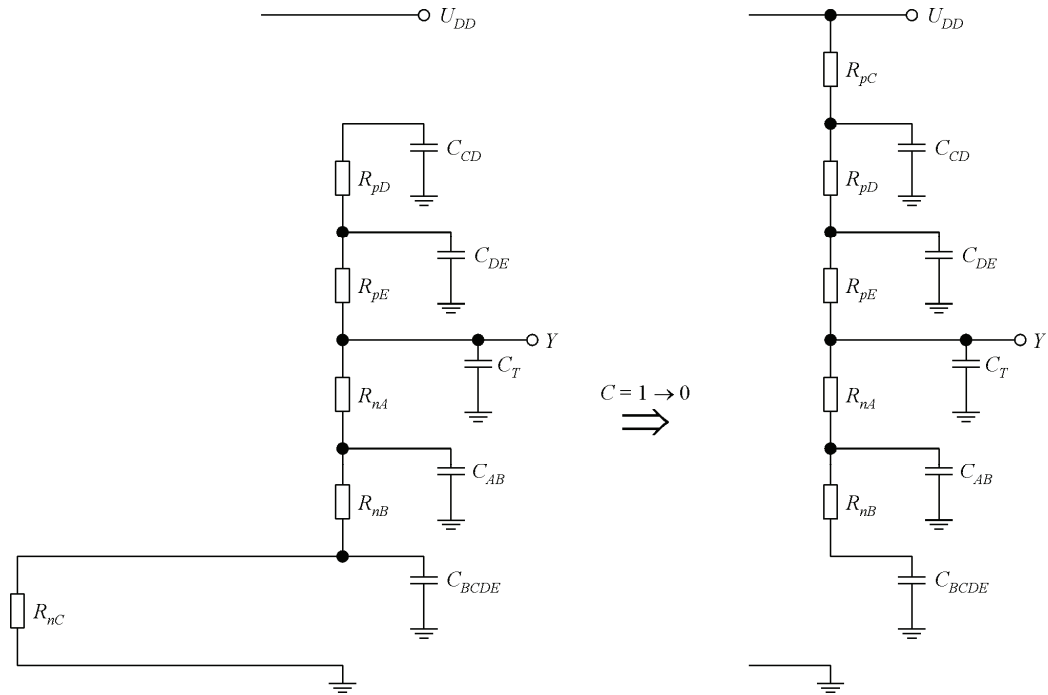 U_DD
C_CD
R_pD
C_DE
R_pE
Y
C_T
R_nA
C_AB
R_nB
C_BCDE
R_nC
C = 1 → 0
⇒
U_DD
R_pC
C_CD
R_pD
C_DE
R_pE
Y
C_T
R_nA
C_AB
R_nB
C_BCDE